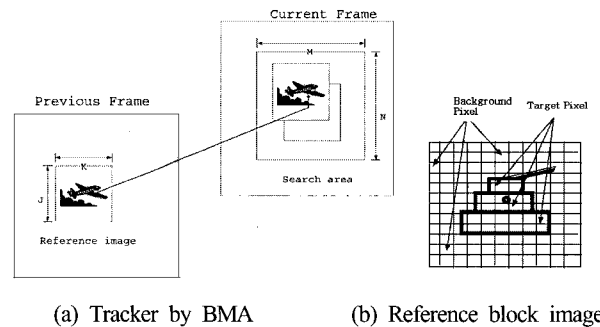 Current Frame
M
N
Search area
Previous Frame
K
J
Reference image
Background
Pixel
Target Pixel
(a) Tracker by BMA
(b) Reference block image